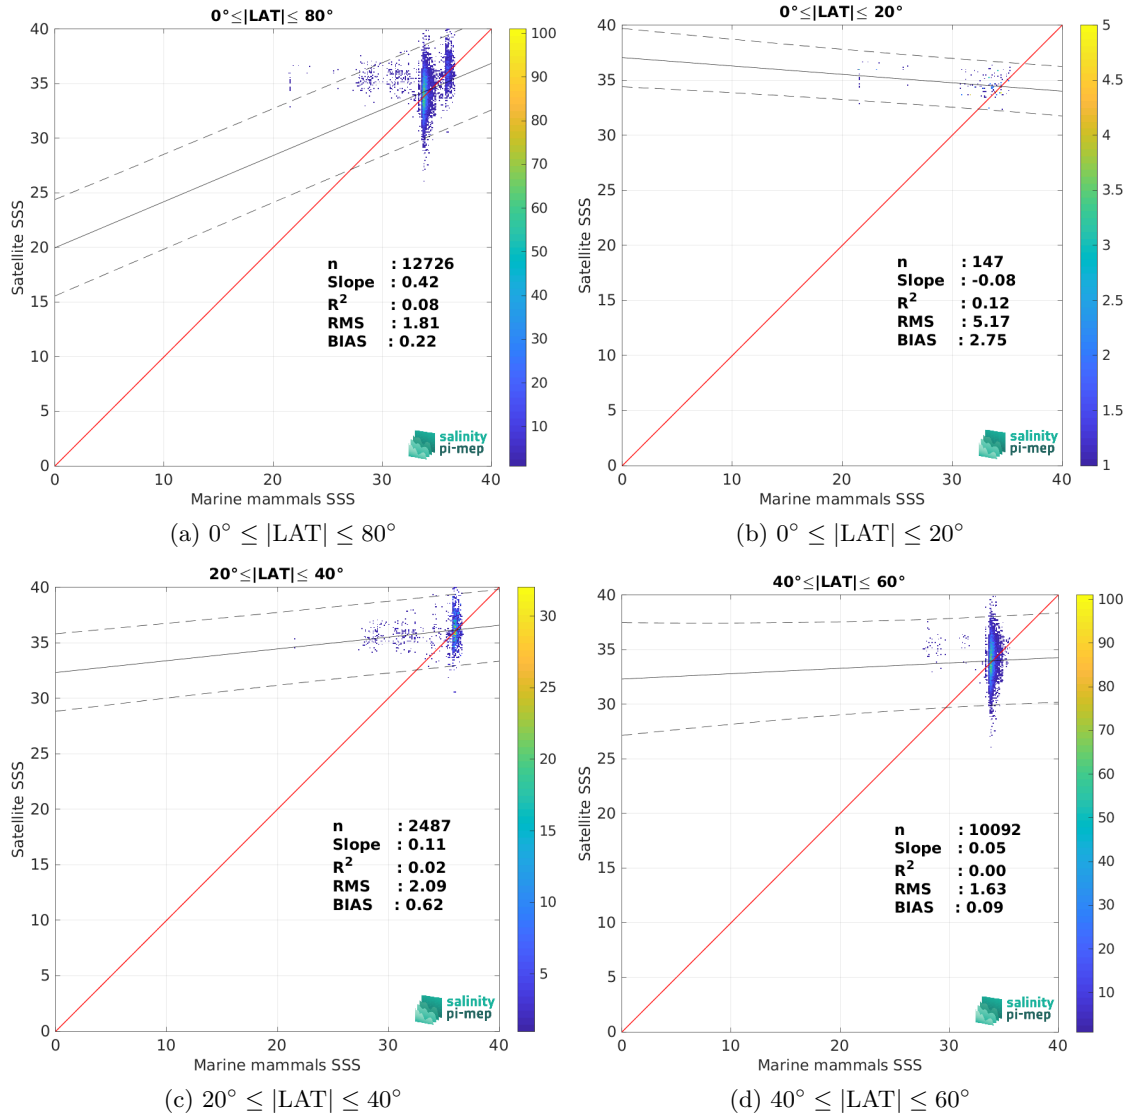 0°≤|LAT|≤ 80°
40
35
30
25
20
15
10
5
0
0
10
20
30
40
Satellite SSS
Marine mammals SSS
n : 12726
Slope : 0.42
R² : 0.08
RMS : 1.81
BIAS : 0.22
salinity
pi-mep
100
90
80
70
60
50
40
30
20
10
(a) 0° ≤ |LAT| ≤ 80°
0°≤|LAT|≤ 20°
40
35
30
25
20
15
10
5
0
0
10
20
30
40
Satellite SSS
Marine mammals SSS
n : 147
Slope : -0.08
R² : 0.12
RMS : 5.17
BIAS : 2.75
salinity
pi-mep
5
4.5
4
3.5
3
2.5
2
1.5
1
(b) 0° ≤ |LAT| ≤ 20°
20°≤|LAT|≤ 40°
40
35
30
25
20
15
10
5
0
0
10
20
30
40
Satellite SSS
Marine mammals SSS
n : 2487
Slope : 0.11
R² : 0.02
RMS : 2.09
BIAS : 0.62
salinity
pi-mep
30
25
20
15
10
5
(c) 20° ≤ |LAT| ≤ 40°
40°≤|LAT|≤ 60°
40
35
30
25
20
15
10
5
0
0
10
20
30
40
Satellite SSS
Marine mammals SSS
n : 10092
Slope : 0.05
R² : 0.00
RMS : 1.63
BIAS : 0.09
salinity
pi-mep
100
90
80
70
60
50
40
30
20
10
(d) 40° ≤ |LAT| ≤ 60°